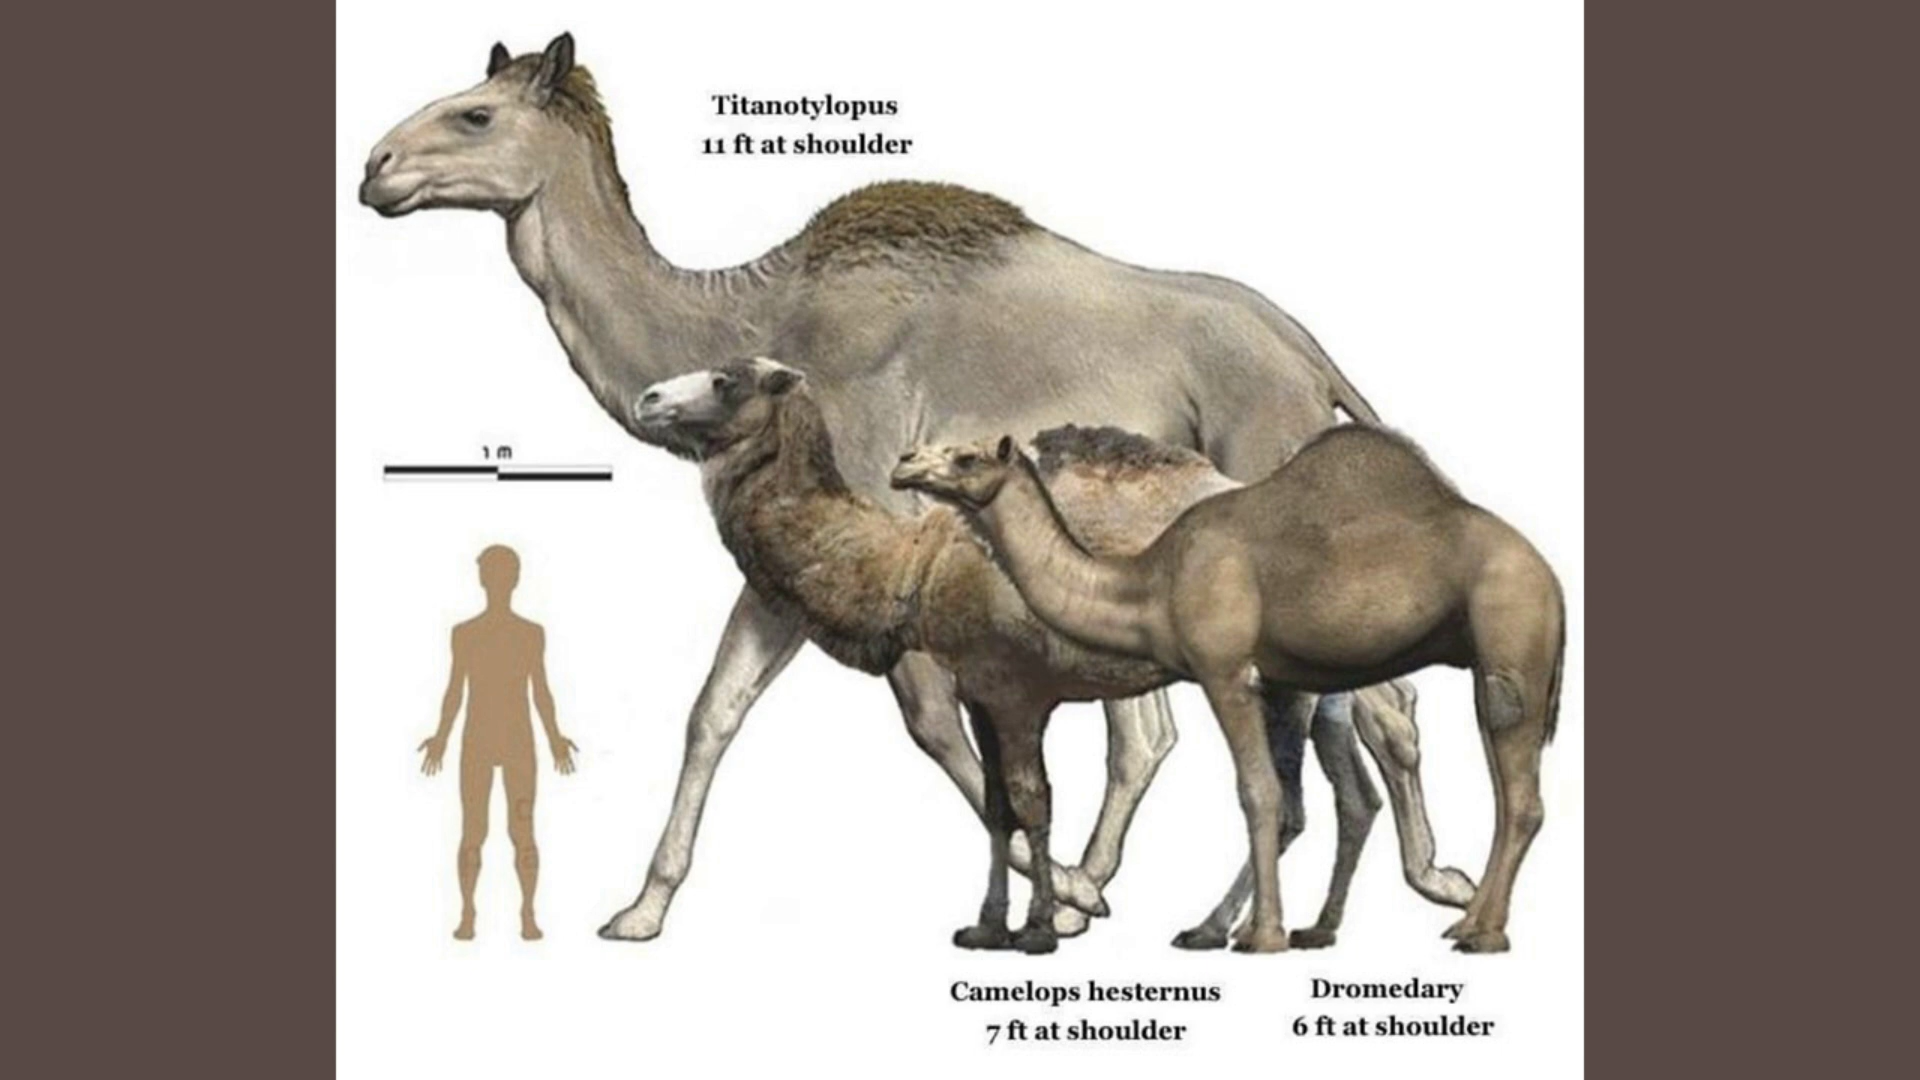 Titanotylopus
11 ft at shoulder
1 m
Camelops hesternus
7 ft at shoulder
Dromedary
6 ft at shoulder